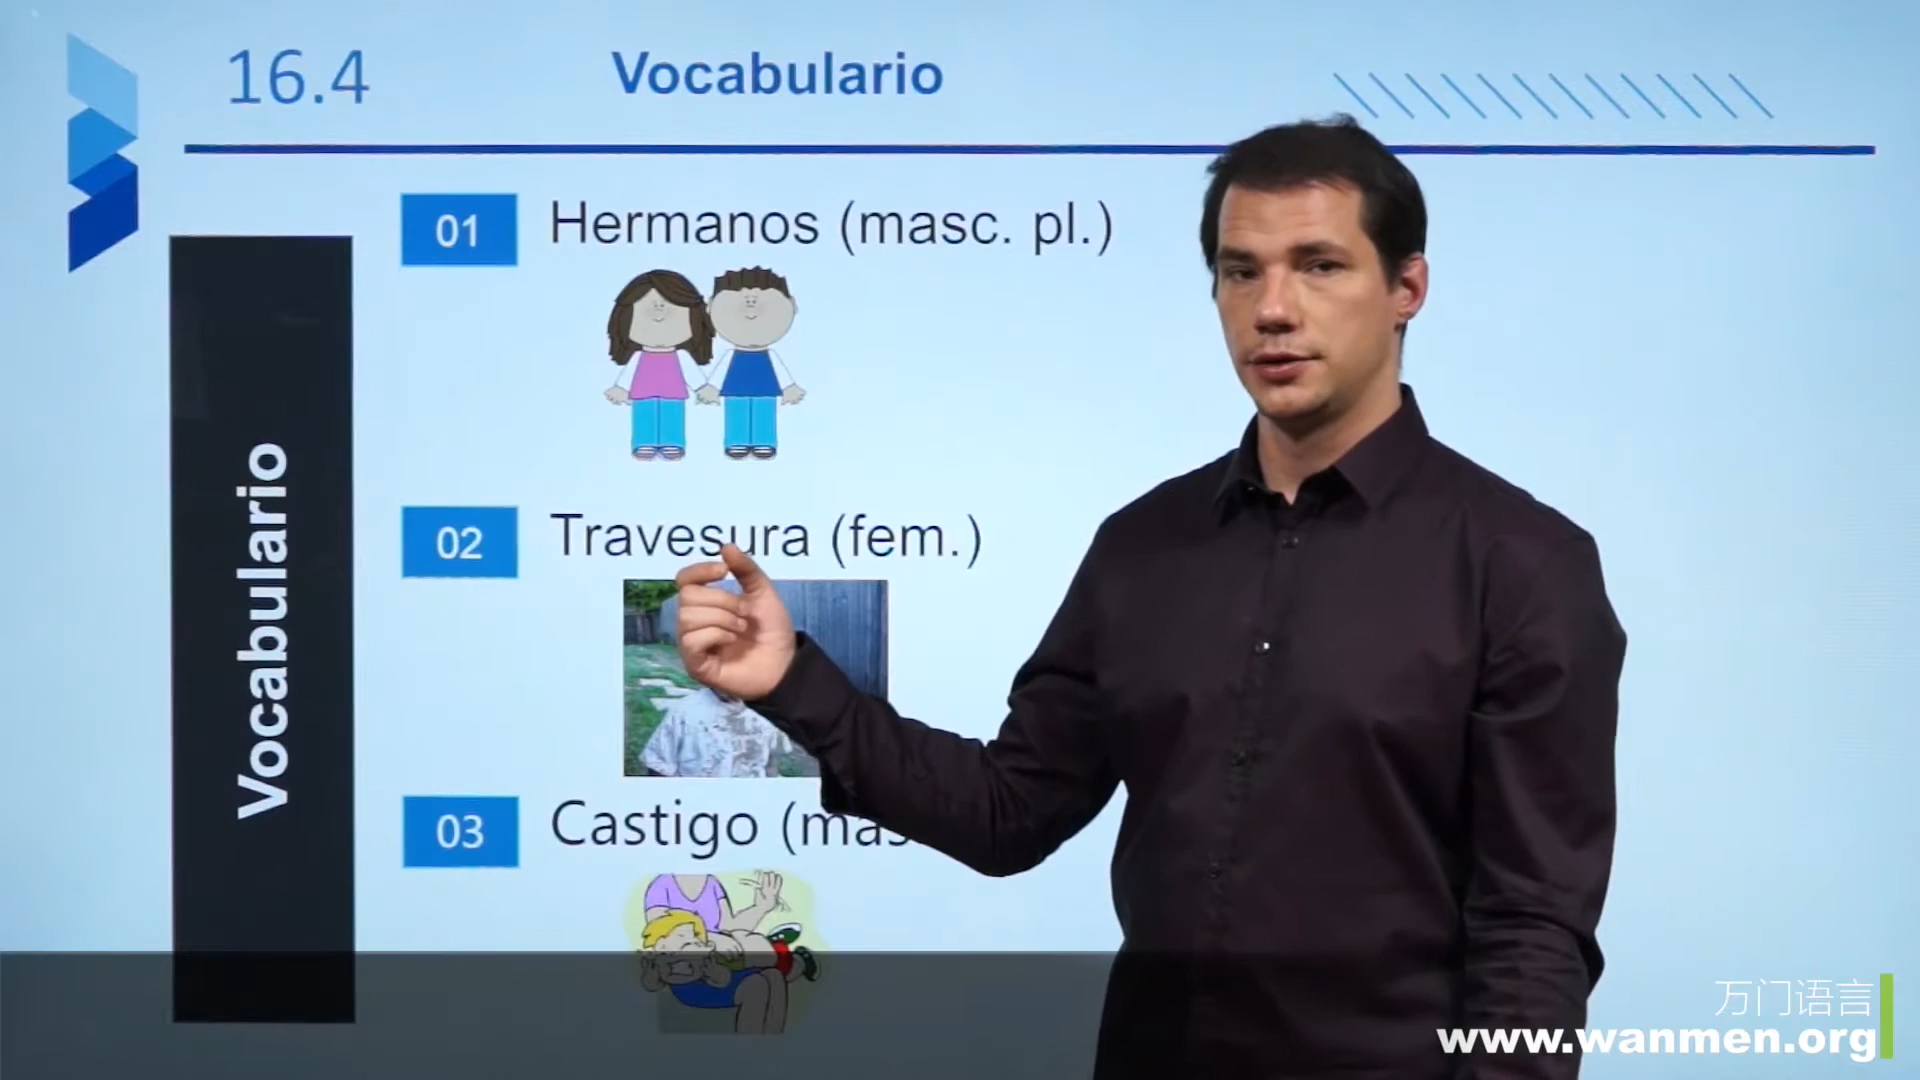 16.4
Vocabulario
01
Hermanos (masc. pl.)
02
Travesura (fem.)
03
Castigo (mas
Vocabulario
万门语言
www.wanmen.org